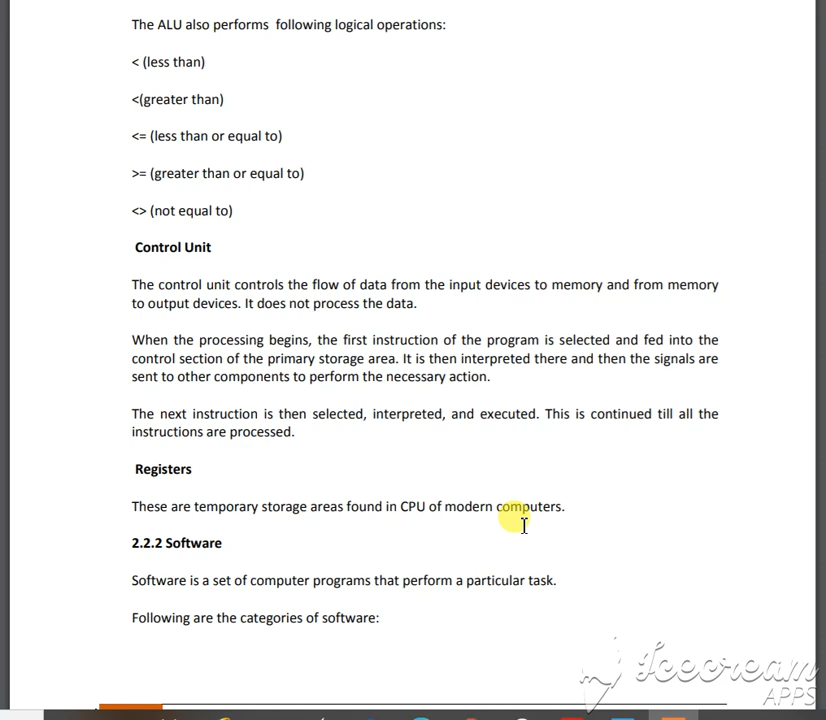 The ALU also performs  following logical operations:
< (less than)
<(greater than)
<= (less than or equal to)
>= (greater than or equal to)
<> (not equal to)
Control Unit
The control unit controls the flow of data from the input devices to memory and from memory
to output devices. It does not process the data.
When the processing begins, the first instruction of the program is selected and fed into the
control section of the primary storage area. It is then interpreted there and then the signals are
sent to other components to perform the necessary action.
The next instruction is then selected, interpreted, and executed. This is continued till all the
instructions are processed.
Registers
These are temporary storage areas found in CPU of modern computers.
2.2.2 Software
Software is a set of computer programs that perform a particular task.
Following are the categories of software:
Icecream
APPS